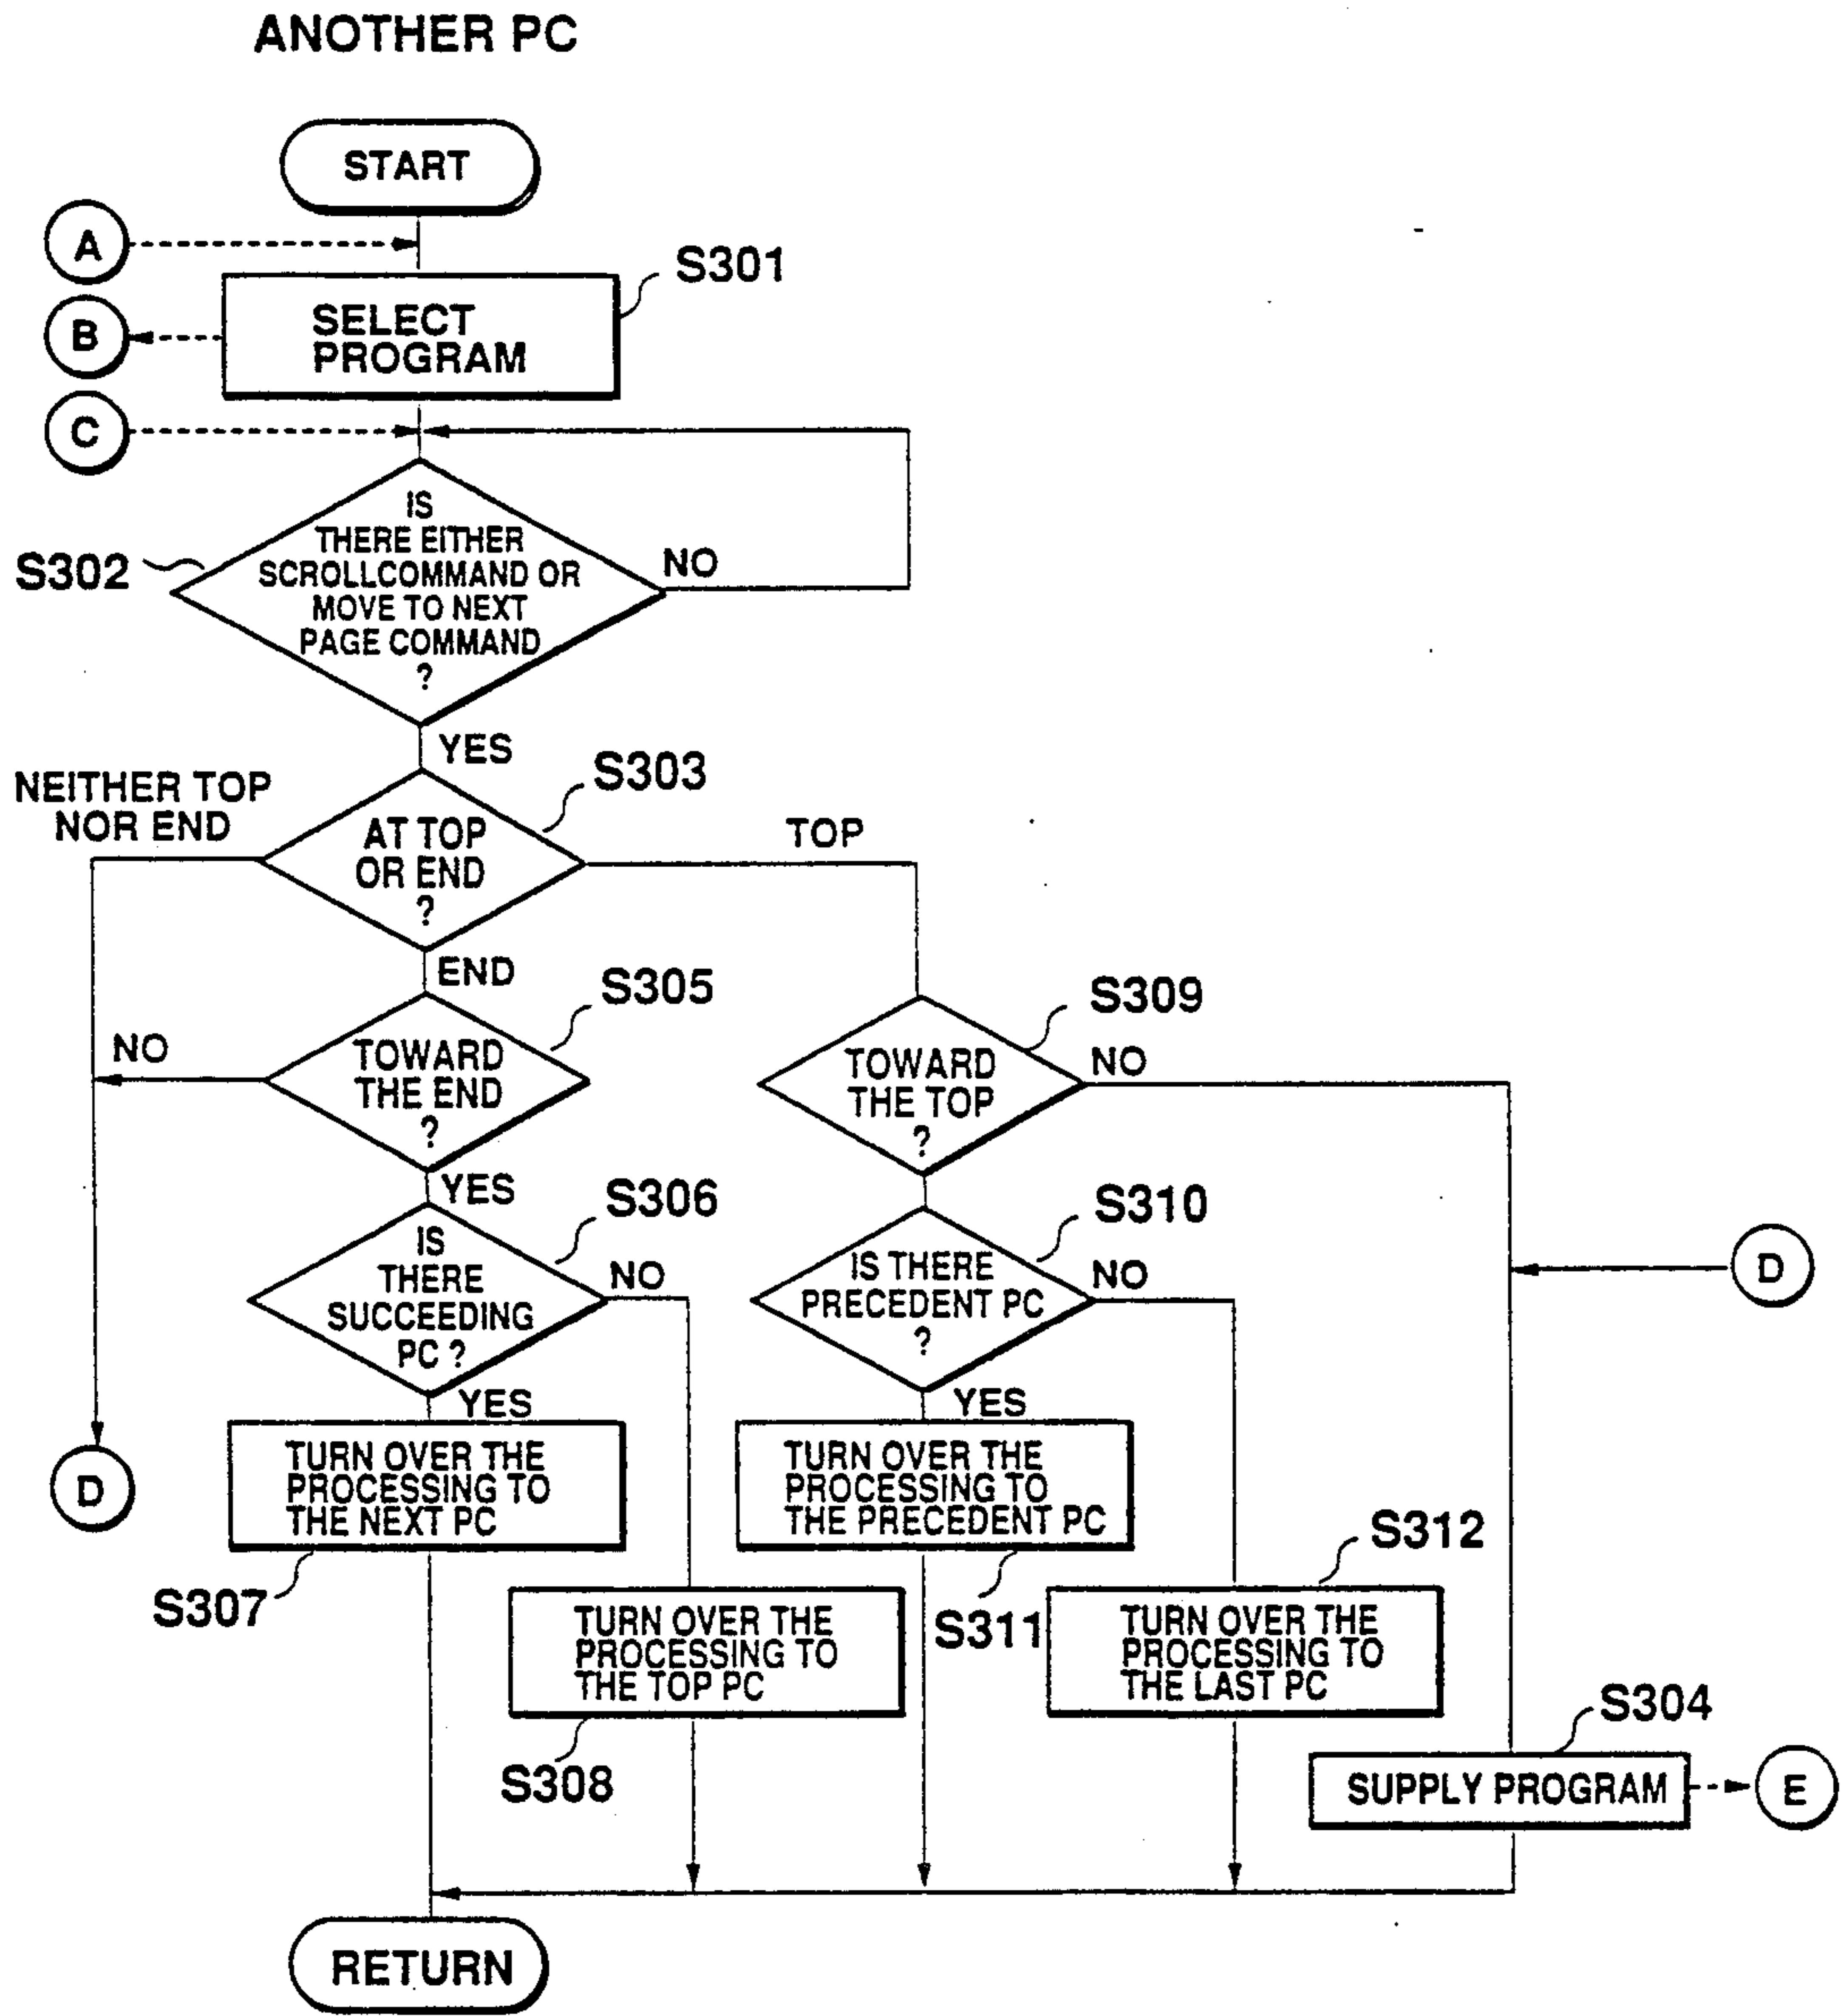 ANOTHER PC
START
A
S301
SELECT
PROGRAM
B
C
IS
THERE EITHER
SCROLLCOMMAND OR
MOVE TO NEXT
PAGE COMMAND
?
S302
NO
YES
S303
NEITHER TOP
NOR END
AT TOP
OR END
?
TOP
END
S305
S309
NO
TOWARD
THE END
?
TOWARD
THE TOP
?
NO
YES
S306
S310
IS
THERE
SUCCEEDING
PC ?
NO
IS THERE
PRECEDENT PC
?
NO
D
YES
YES
D
TURN OVER THE
PROCESSING TO
THE NEXT PC
TURN OVER THE
PROCESSING TO
THE PRECEDENT PC
S307
S311
S312
TURN OVER THE
PROCESSING TO
THE TOP PC
TURN OVER THE
PROCESSING TO
THE LAST PC
S308
S304
SUPPLY PROGRAM
E
RETURN